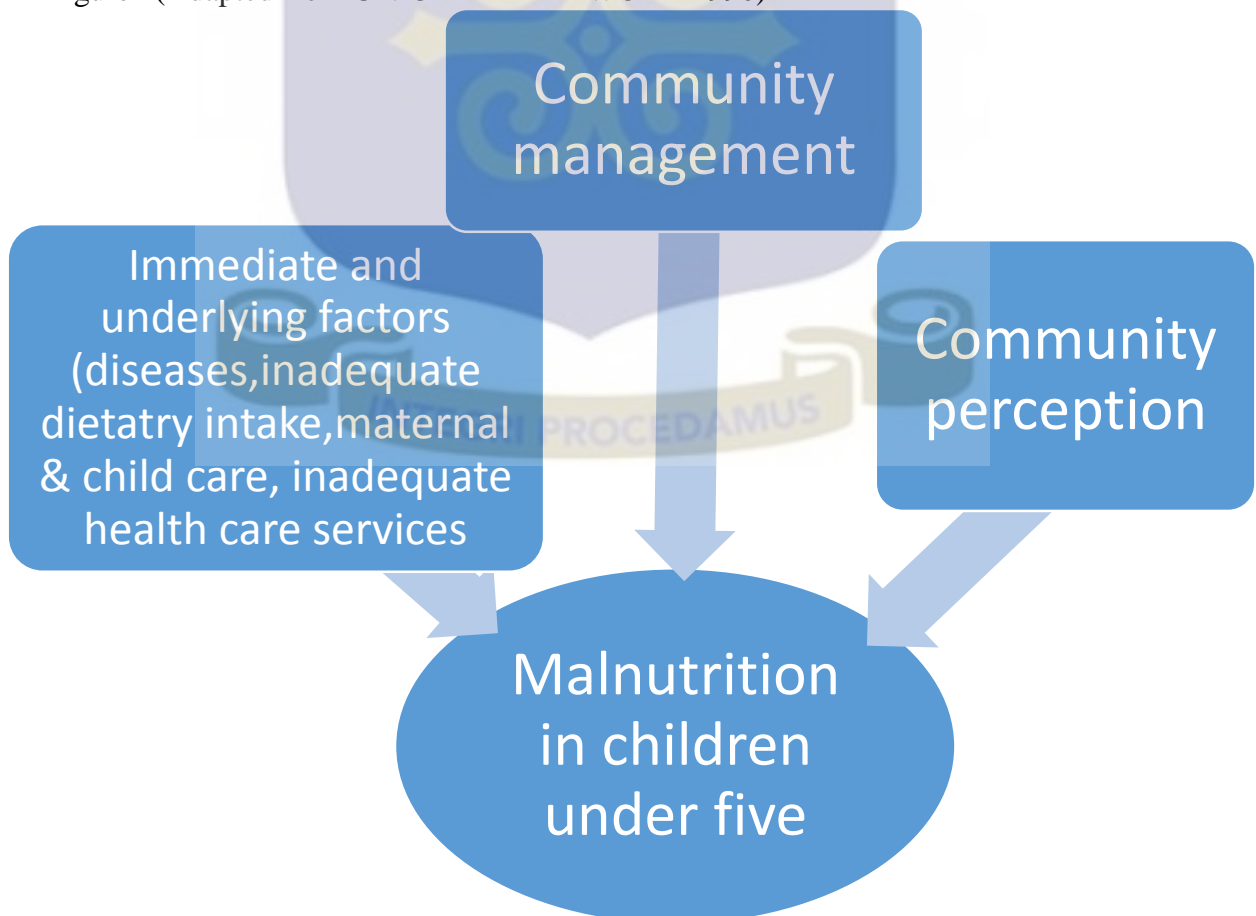 Community
management
Immediate and
underlying factors
(diseases,inadequate
dietatry intake,maternal
& child care, inadequate
health care services
Community
perception
INTEGRI PROCEDAMUS
Malnutrition
in children
under five